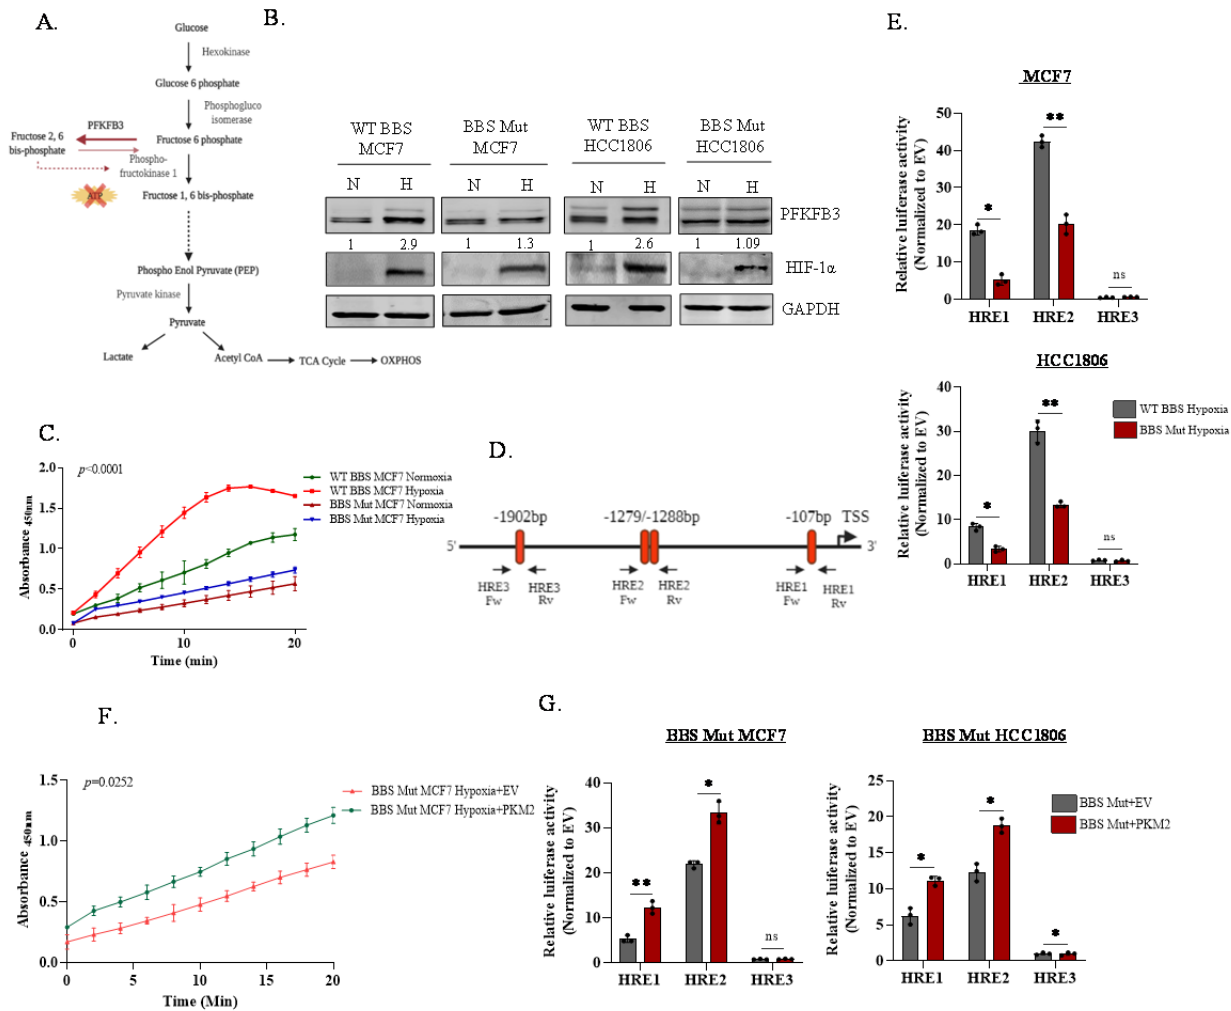 A.
Glucose
Hexokinase
Glucose 6 phosphate
Phosphogluco
isomerase
PFKFB3
Fructose 2, 6
bis-phosphate
Fructose 6 phosphate
Phospho-
fructokinase 1
ATP
Fructose 1, 6 bis-phosphate
Phospho Enol Pyruvate (PEP)
Pyruvate kinase
Pyruvate
Lactate
Acetyl CoA
TCA Cycle
OXPHOS
B.
WT BBS
MCF7
BBS Mut
MCF7
WT BBS
HCC1806
BBS Mut
HCC1806
N H N H N H N H
PFKFB3
1 2.9 1 1.3 1 2.6 1 1.09
HIF-1α
GAPDH
C.
p<0.0001
Absorbance 450nm
2.0
1.5
1.0
0.5
0.0
0 10 20
Time (min)
WT BBS MCF7 Normoxia
WT BBS MCF7 Hypoxia
BBS Mut MCF7 Normoxia
BBS Mut MCF7 Hypoxia
D.
-1902bp -1279/-1288bp -107bp TSS
5' 3'
HRE3
Fw
HRE3
Rv
HRE2
Fw
HRE2
Rv
HRE1
Fw
HRE1
Rv
E.
MCF7
Relative luciferase activity
(Normalized to EV)
50
40
30
20
10
0
*
**
ns
HRE1 HRE2 HRE3
HCC1806
Relative luciferase activity
(Normalized to EV)
40
30
20
10
0
*
**
ns
HRE1 HRE2 HRE3
WT BBS Hypoxia
BBS Mut Hypoxia
F.
p=0.0252
Absorbance 450nm
1.5
1.0
0.5
0.0
0 5 10 15 20
Time (Min)
BBS Mut MCF7 Hypoxia+EV
BBS Mut MCF7 Hypoxia+PKM2
G.
BBS Mut MCF7
Relative luciferase activity
(Normalized to EV)
40
30
20
10
0
**
*
ns
HRE1 HRE2 HRE3
BBS Mut HCC1806
Relative luciferase activity
(Normalized to EV)
25
20
15
10
5
0
*
*
*
HRE1 HRE2 HRE3
BBS Mut+EV
BBS Mut+PKM2